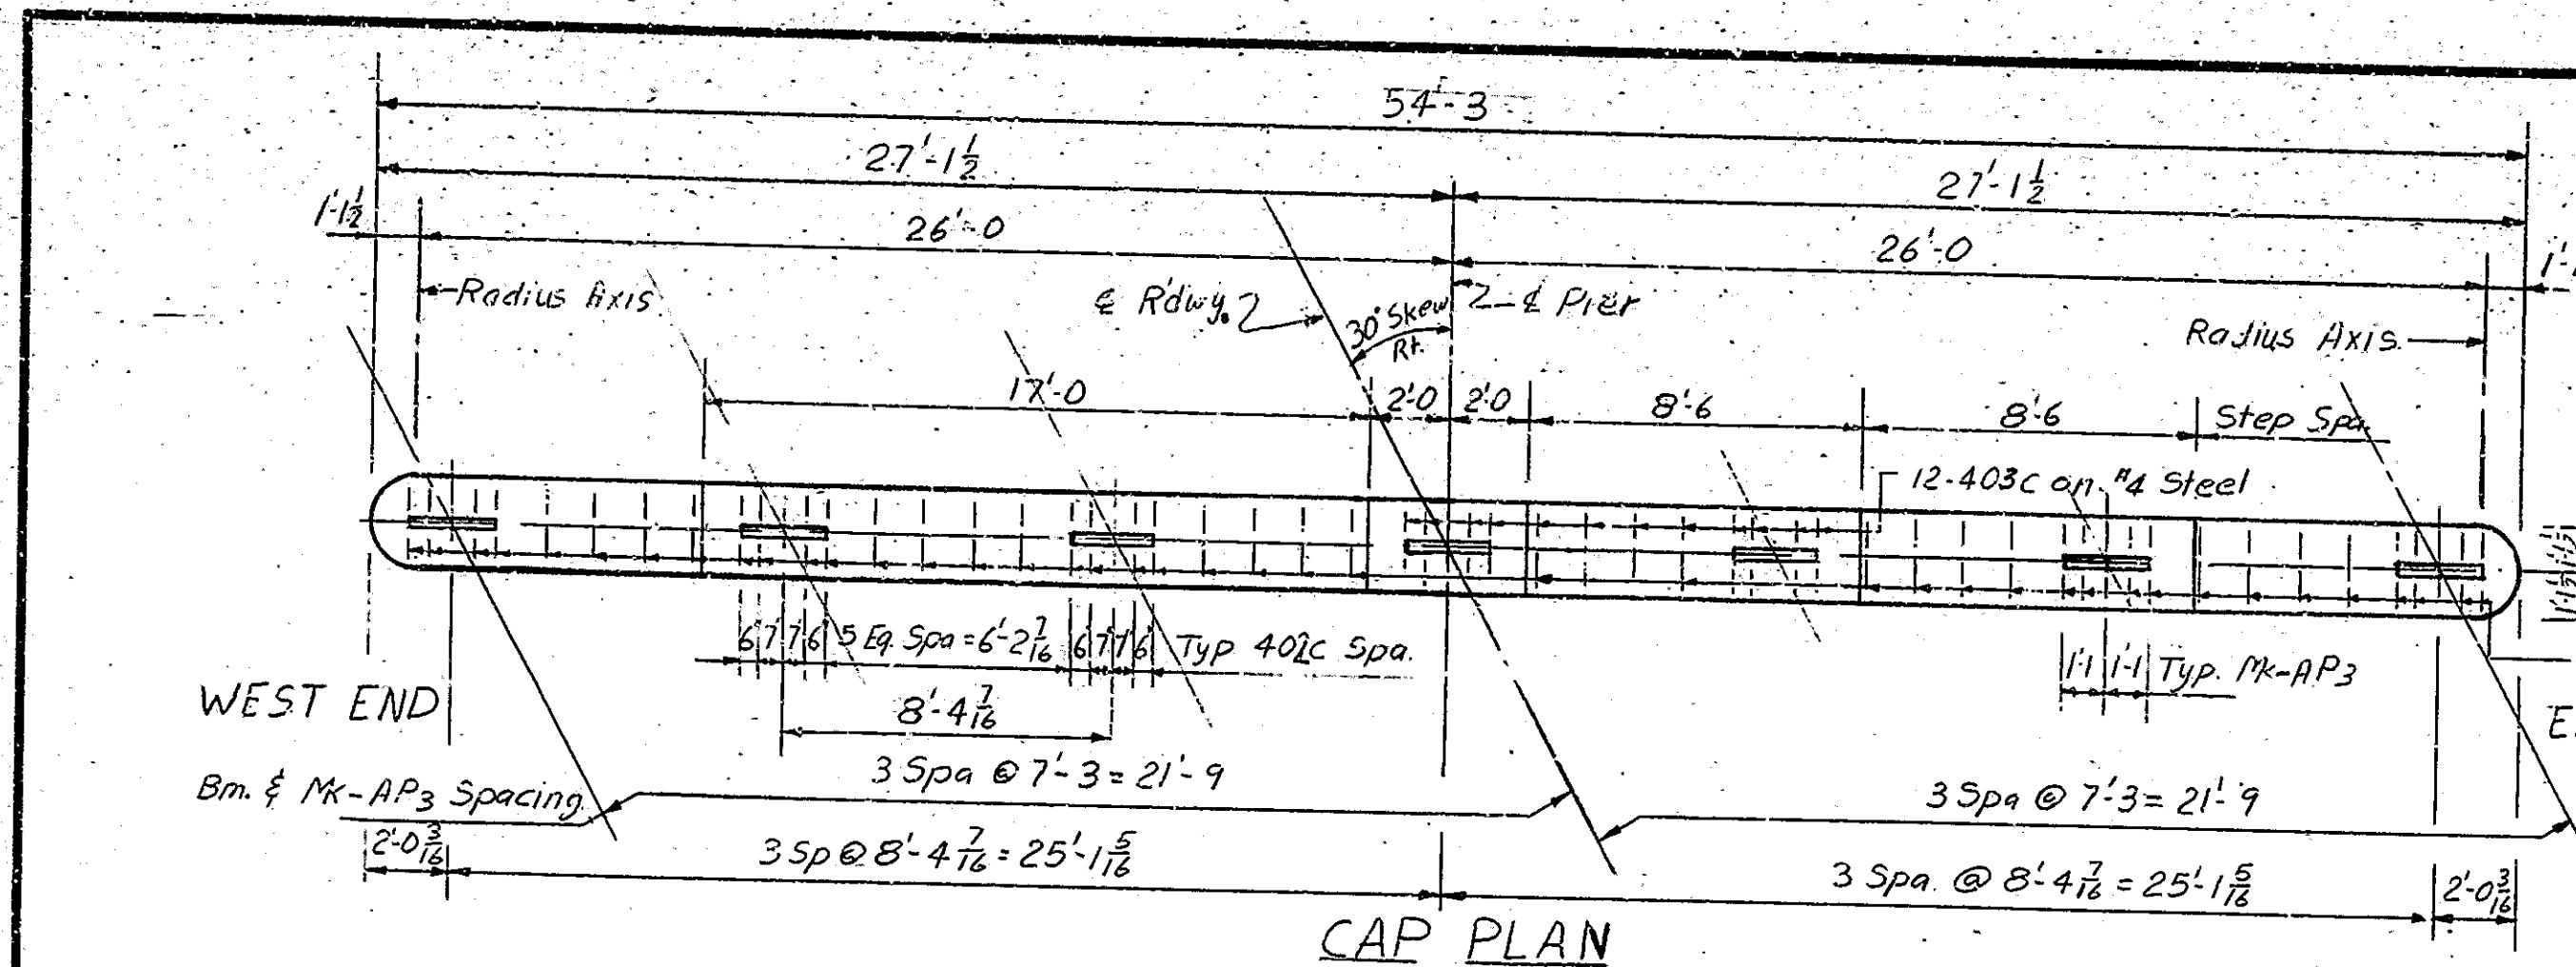 54'-3
27'-1 1/2
27'-1 1/2
1'-1 1/2
26'-0
26'-0
Radius Axis
℄ R'dwy.
30° Skew
Rt.
℄ Pier
Radius Axis
17'-0
2'-0
2'-0
8'-6
8'-6
Step Spa.
12-403C on #4 Steel
6" 7" 7" 6" 5 Eq. Spa = 6'-2 7/16 6" 7" 7" 6" Typ 402C Spa.
1'-1 1'-1 Typ. Mk-AP3
WEST END
8'-4 7/16
3 Spa @ 7'-3 = 21'-9
Bm. & Mk-AP3 Spacing
3 Spa @ 7'-3 = 21'-9
2'-0 3/16
3 Sp @ 8'-4 7/16 = 25'-1 5/16
3 Spa. @ 8'-4 7/16 = 25'-1 5/16
2'-0 3/16
CAP PLAN